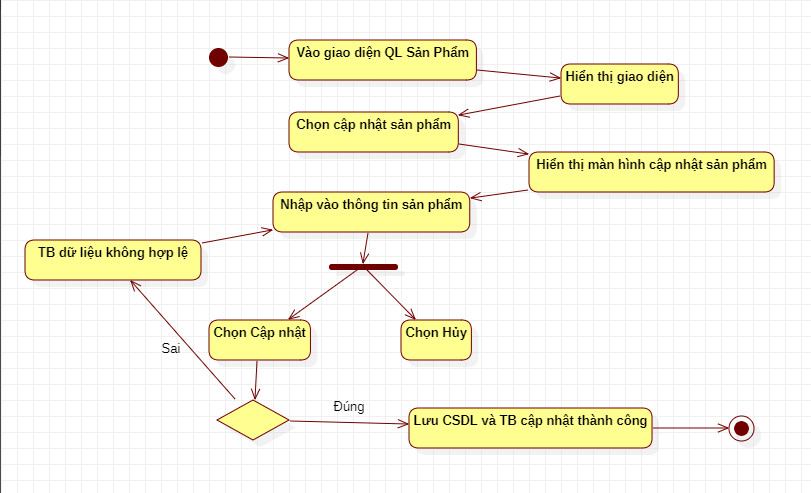 Vào giao diện QL Sản Phẩm
Hiển thị giao diện
Chọn cập nhật sản phẩm
Hiển thị màn hình cập nhật sản phẩm
Nhập vào thông tin sản phẩm
TB dữ liệu không hợp lệ
Chọn Cập nhật
Chọn Hủy
Sai
Đúng
Lưu CSDL và TB cập nhật thành công